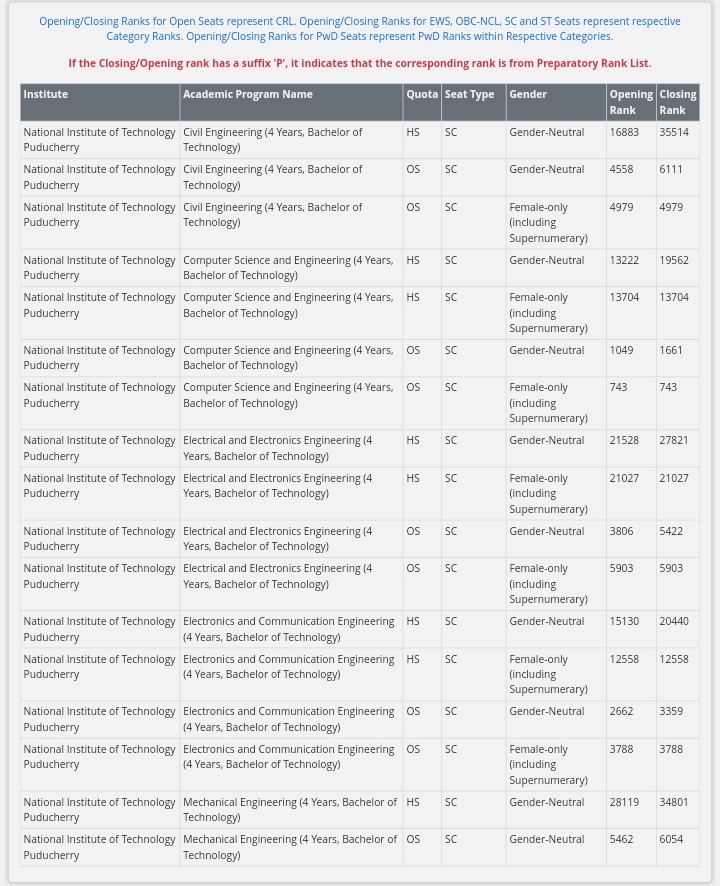 Opening/Closing Ranks for Open Seats represent CRL. Opening/Closing Ranks for EWS, OBC-NCL, SC and ST Seats represent respective
Category Ranks. Opening/Closing Ranks for PwD Seats represent PwD Ranks within Respective Categories.
If the Closing/Opening rank has a suffix 'P', it indicates that the corresponding rank is from Preparatory Rank List.
Institute Academic Program Name Quota Seat Type Gender Opening Closing
Rank Rank
National Institute of Technology Civil Engineering (4 Years, Bachelor of HS SC Gender-Neutral 16883 35514
Puducherry Technology)
National Institute of Technology Civil Engineering (4 Years, Bachelor of OS SC Gender-Neutral 4558 6111
Puducherry Technology)
National Institute of Technology Civil Engineering (4 Years, Bachelor of OS SC Female-only 4979 4979
Puducherry Technology) (including
Supernumerary)
National Institute of Technology Computer Science and Engineering (4 Years, HS SC Gender-Neutral 13222 19562
Puducherry Bachelor of Technology)
National Institute of Technology Computer Science and Engineering (4 Years, HS SC Female-only 13704 13704
Puducherry Bachelor of Technology) (including
Supernumerary)
National Institute of Technology Computer Science and Engineering (4 Years, OS SC Gender-Neutral 1049 1661
Puducherry Bachelor of Technology)
National Institute of Technology Computer Science and Engineering (4 Years, OS SC Female-only 743 743
Puducherry Bachelor of Technology) (including
Supernumerary)
National Institute of Technology Electrical and Electronics Engineering (4 HS SC Gender-Neutral 21528 27821
Puducherry Years, Bachelor of Technology)
National Institute of Technology Electrical and Electronics Engineering (4 HS SC Female-only 21027 21027
Puducherry Years, Bachelor of Technology) (including
Supernumerary)
National Institute of Technology Electrical and Electronics Engineering (4 OS SC Gender-Neutral 3806 5422
Puducherry Years, Bachelor of Technology)
National Institute of Technology Electrical and Electronics Engineering (4 OS SC Female-only 5903 5903
Puducherry Years, Bachelor of Technology) (including
Supernumerary)
National Institute of Technology Electronics and Communication Engineering HS SC Gender-Neutral 15130 20440
Puducherry (4 Years, Bachelor of Technology)
National Institute of Technology Electronics and Communication Engineering HS SC Female-only 12558 12558
Puducherry (4 Years, Bachelor of Technology) (including
Supernumerary)
National Institute of Technology Electronics and Communication Engineering OS SC Gender-Neutral 2662 3359
Puducherry (4 Years, Bachelor of Technology)
National Institute of Technology Electronics and Communication Engineering OS SC Female-only 3788 3788
Puducherry (4 Years, Bachelor of Technology) (including
Supernumerary)
National Institute of Technology Mechanical Engineering (4 Years, Bachelor of HS SC Gender-Neutral 28119 34801
Puducherry Technology)
National Institute of Technology Mechanical Engineering (4 Years, Bachelor of OS SC Gender-Neutral 5462 6054
Puducherry Technology)